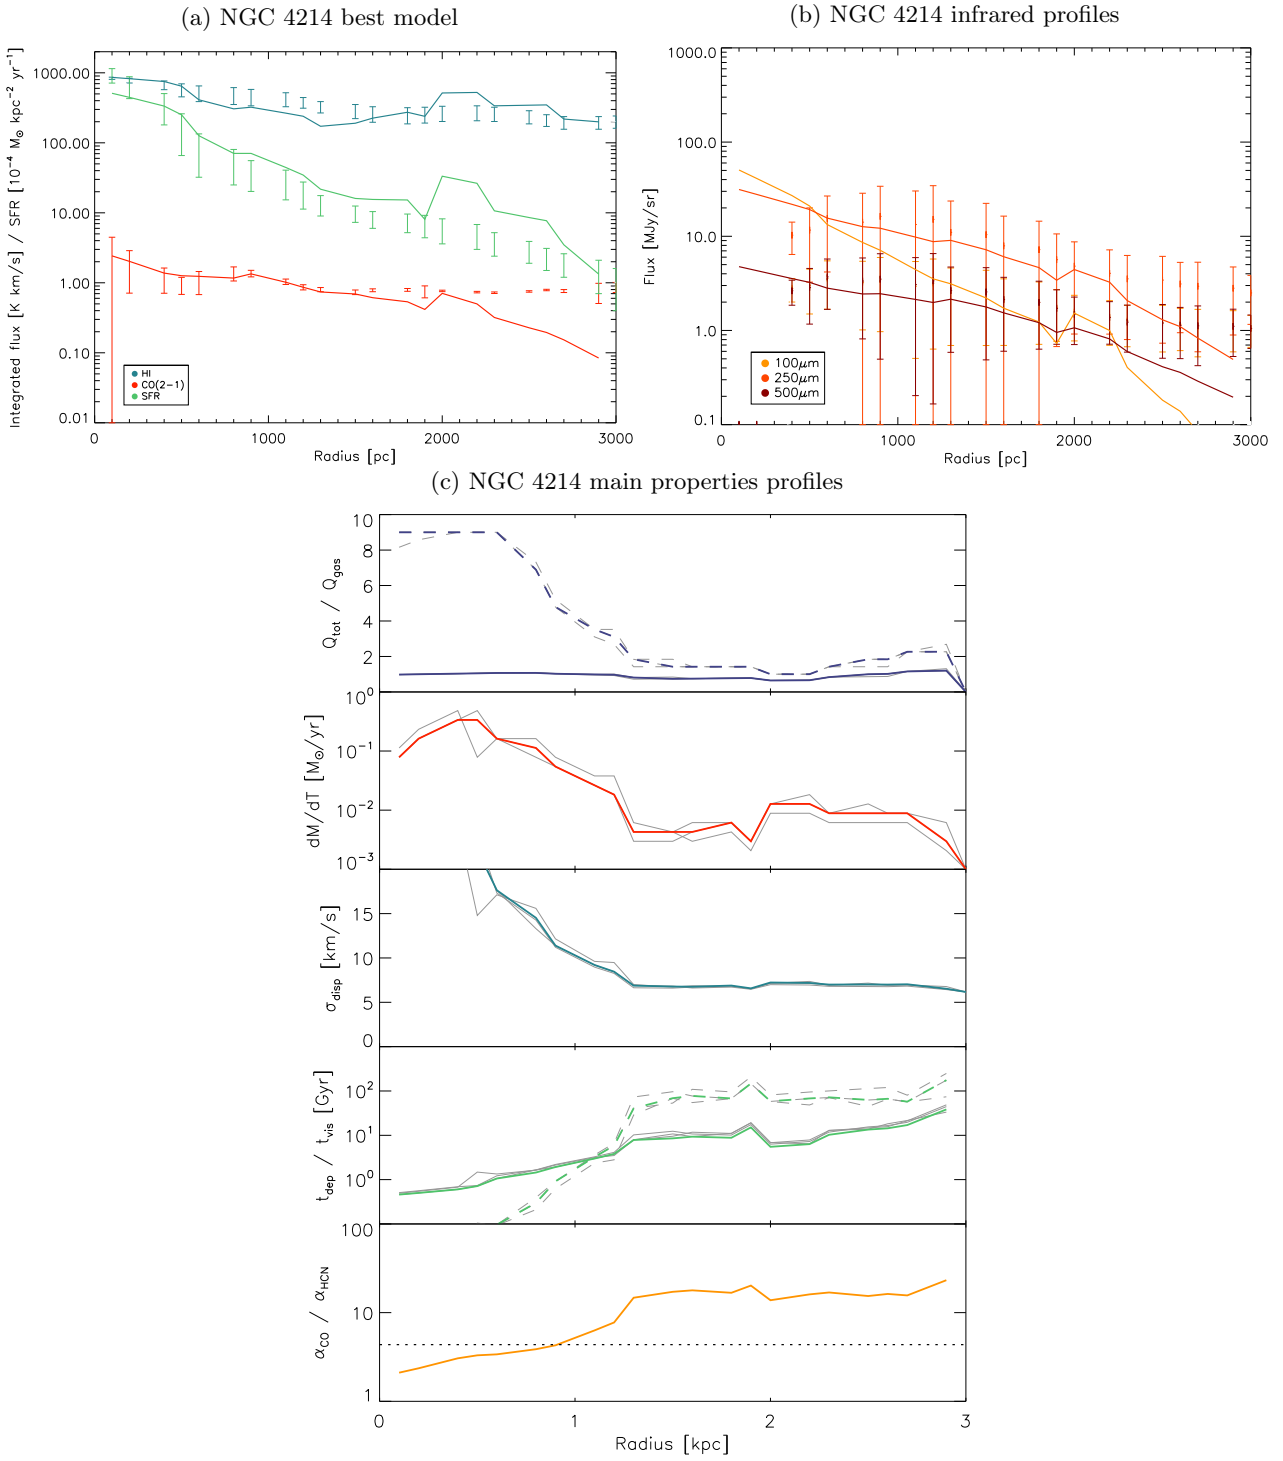 (a) NGC 4214 best model
Integrated flux [K km/s] / SFR [10⁻⁴ M⊙ kpc⁻² yr⁻¹]
1000.00
100.00
10.00
1.00
0.10
0.01
HI
CO(2−1)
SFR
0 1000 2000 3000
Radius [pc]
(b) NGC 4214 infrared profiles
Flux [MJy/sr]
1000.0
100.0
10.0
1.0
0.1
100μm
250μm
500μm
0 1000 2000 3000
Radius [pc]
(c) NGC 4214 main properties profiles
Q_tot / Q_gas
10
8
6
4
2
0
dM/dT [M⊙/yr]
10⁰
10⁻¹
10⁻²
10⁻³
σ_disp [km/s]
15
10
5
0
t_dep / t_vis [Gyr]
10²
10¹
10⁰
α_CO / α_HCN
100
10
1
0 1 2 3
Radius [kpc]